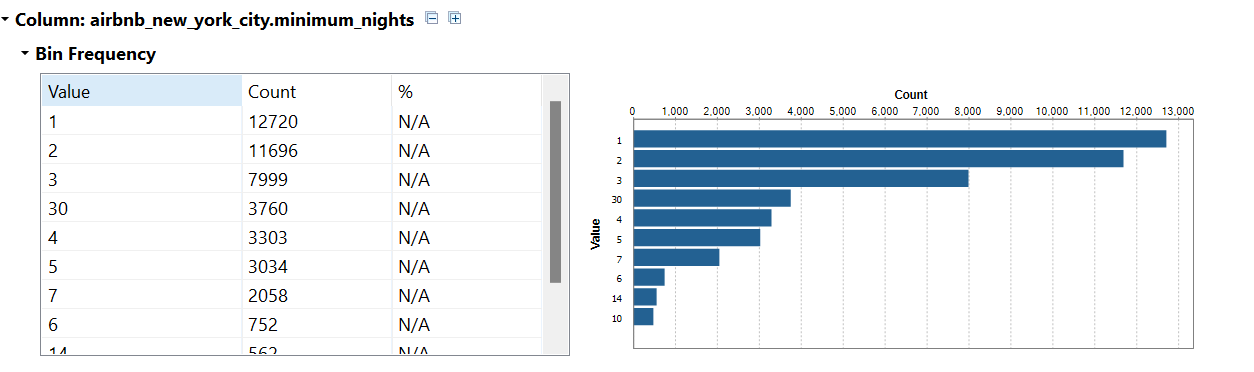 Column: airbnb_new_york_city.minimum_nights
Bin Frequency
Value Count %
1 12720 N/A
2 11696 N/A
3 7999 N/A
30 3760 N/A
4 3303 N/A
5 3034 N/A
7 2058 N/A
6 752 N/A
14 562 N/A
Count
0 1,000 2,000 3,000 4,000 5,000 6,000 7,000 8,000 9,000 10,000 11,000 12,000 13,000
Value
1
2
3
30
4
5
7
6
14
10